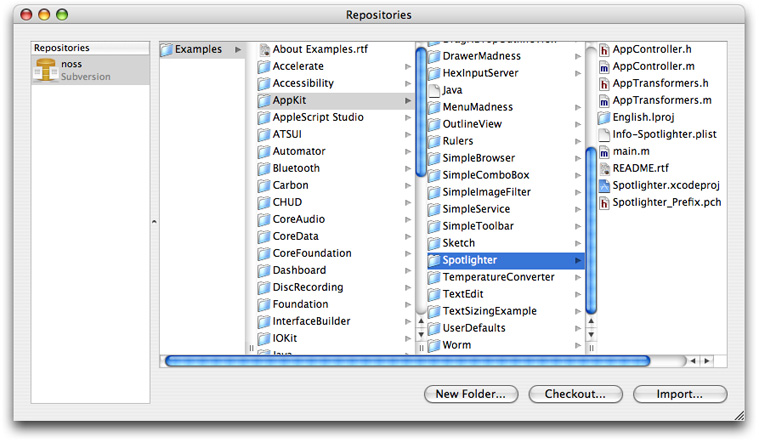 Repositories
Repositories
noss
Subversion
Examples
About Examples.rtf
Accelerate
Accessibility
AppKit
AppleScript Studio
ATSUI
Automator
Bluetooth
Carbon
CHUD
CoreAudio
CoreData
CoreFoundation
Dashboard
DiscRecording
Foundation
InterfaceBuilder
IOKit
Java
DragNDropOutlineView
DrawerMadness
HexInputServer
Java
MenuMadness
OutlineView
Rulers
SimpleBrowser
SimpleComboBox
SimpleImageFilter
SimpleService
SimpleToolbar
Sketch
Spotlighter
TemperatureConverter
TextEdit
TextSizingExample
UserDefaults
Worm
AppController.h
AppController.m
AppTransformers.h
AppTransformers.m
English.lproj
Info-Spotlighter.plist
main.m
README.rtf
Spotlighter.xcodeproj
Spotlighter_Prefix.pch
New Folder...
Checkout...
Import...